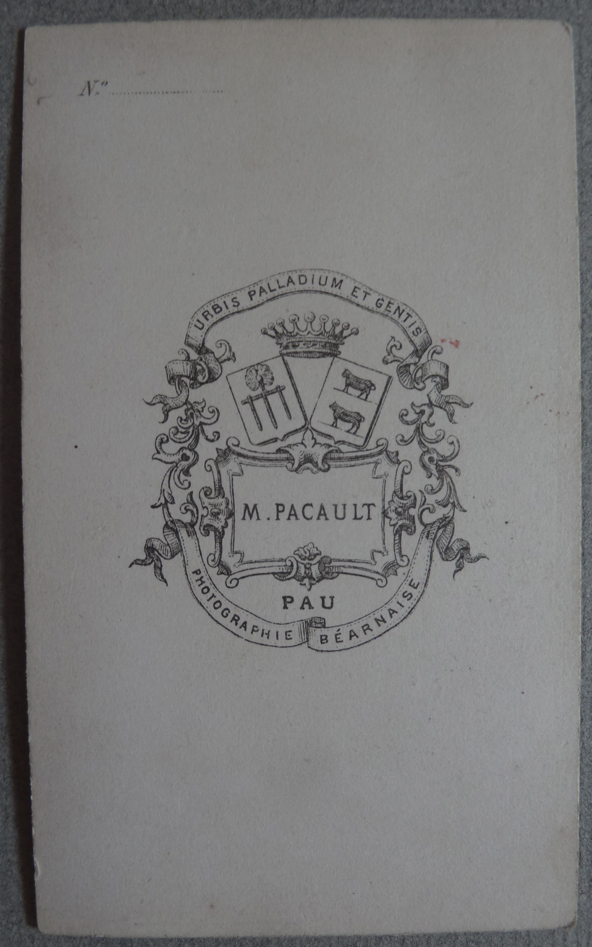 N.º
URBIS PALLADIUM ET GENTIS
M. PACAULT
PAU
PHOTOGRAPHIE BÉARNAISE